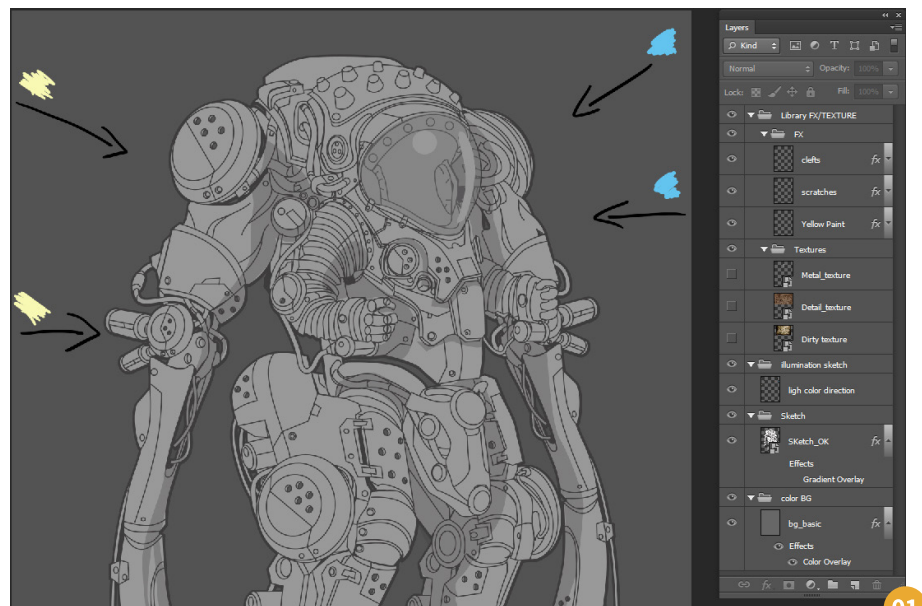 Layers
Kind
Normal
Opacity: 100%
Lock:
Fill: 100%
Library FX/TEXTURE
FX
clefts
fx
scratches
fx
Yellow Paint
fx
Textures
Metal_texture
Detail_texture
Dirty texture
illumination sketch
ligh color direction
Sketch
SKetch_OK
fx
Effects
Gradient Overlay
color BG
bg_basic
fx
Effects
Color Overlay
fx
01